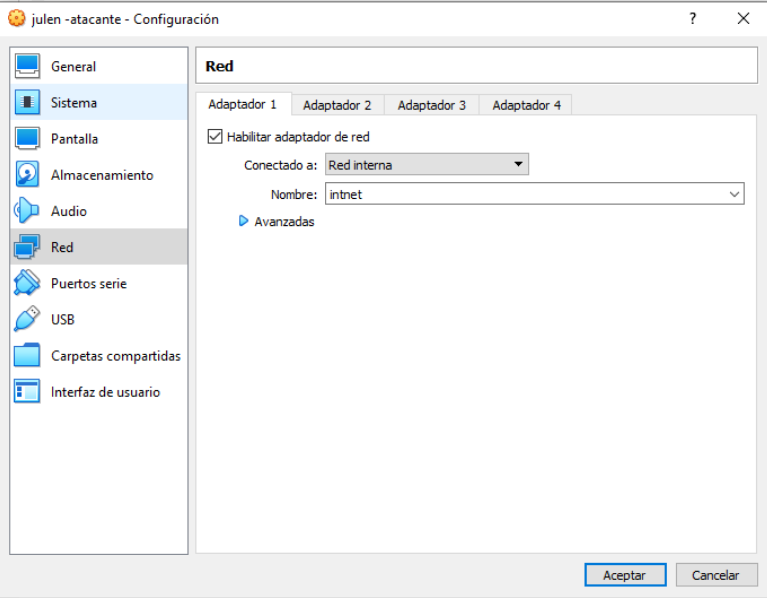 julen -atacante - Configuración
?
General
Sistema
Pantalla
Almacenamiento
Audio
Red
Puertos serie
USB
Carpetas compartidas
Interfaz de usuario
Red
Adaptador 1 Adaptador 2 Adaptador 3 Adaptador 4
Habilitar adaptador de red
Conectado a: Red interna
Nombre: intnet
Avanzadas
Aceptar Cancelar